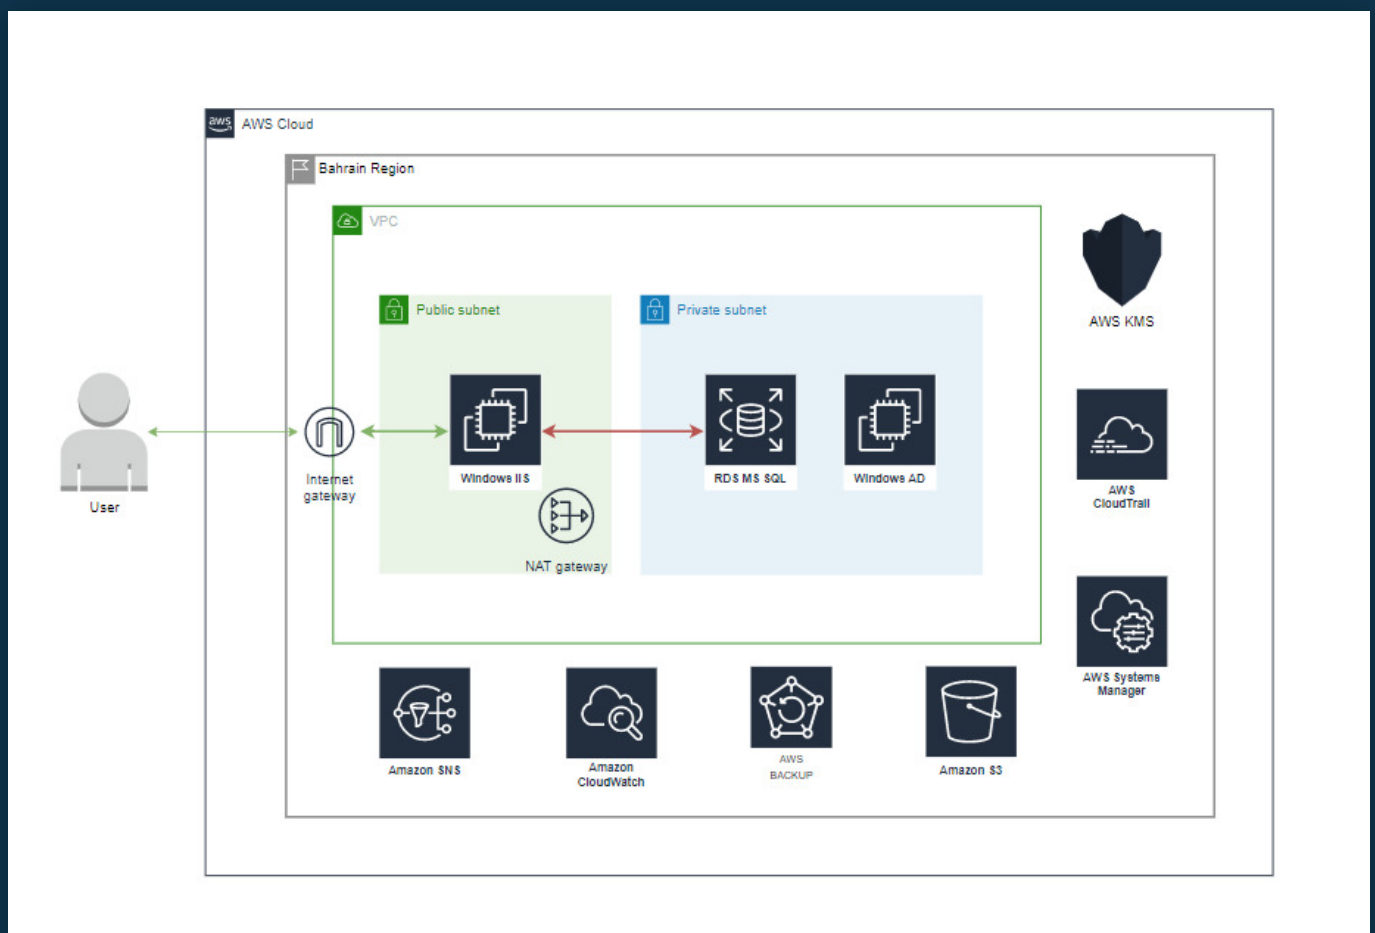 aws
AWS Cloud
Bahrain Region
VPC
Public subnet
Private subnet
AWS KMS
User
Internet
gateway
Windows IIS
RDS MS SQL
Windows AD
NAT gateway
AWS
CloudTrail
AWS Systems
Manager
Amazon SNS
Amazon
CloudWatch
AWS
BACKUP
Amazon S3